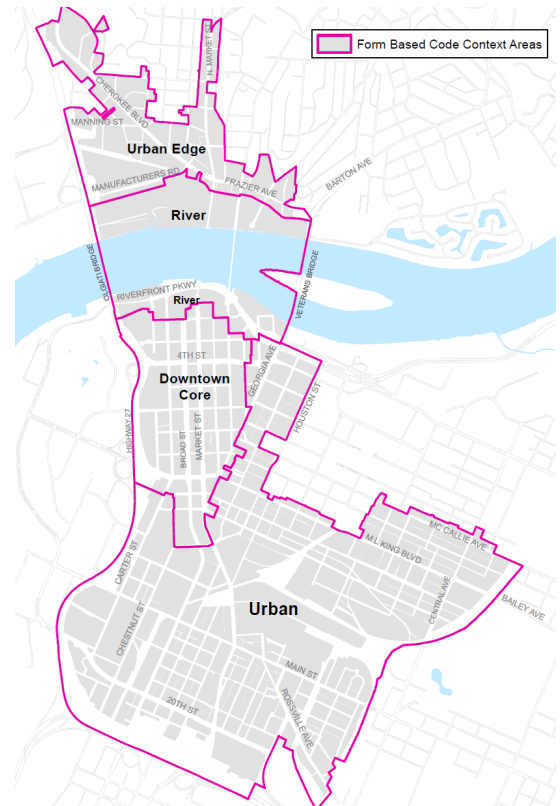 Form Based Code Context Areas
N. MARKET ST
CHEROKEE BLVD
MANNING ST
Urban Edge
MANUFACTURERS RD
FRAZIER AVE
BARTON AVE
River
OLGIATI BRIDGE
VETERANS BRIDGE
RIVERFRONT PKWY
River
4TH ST
GEORGIA AVE
Downtown
Core
HOUSTON ST
HIGHWAY 27
BROAD ST
MARKET ST
MC CALLIE AVE
M L KING BLVD
CARTER ST
CENTRAL AVE
BAILEY AVE
Urban
CHESTNUT ST
MAIN ST
20TH ST
ROSSVILLE AVE